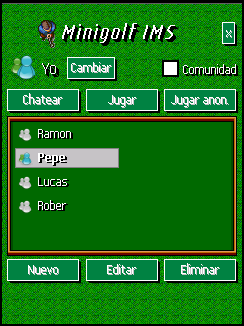 Minigolf IMS x
Yo Cambiar Comunidad
Chatear Jugar Jugar anon.
Ramon
Pepe
Lucas
Rober
Nuevo Editar Eliminar